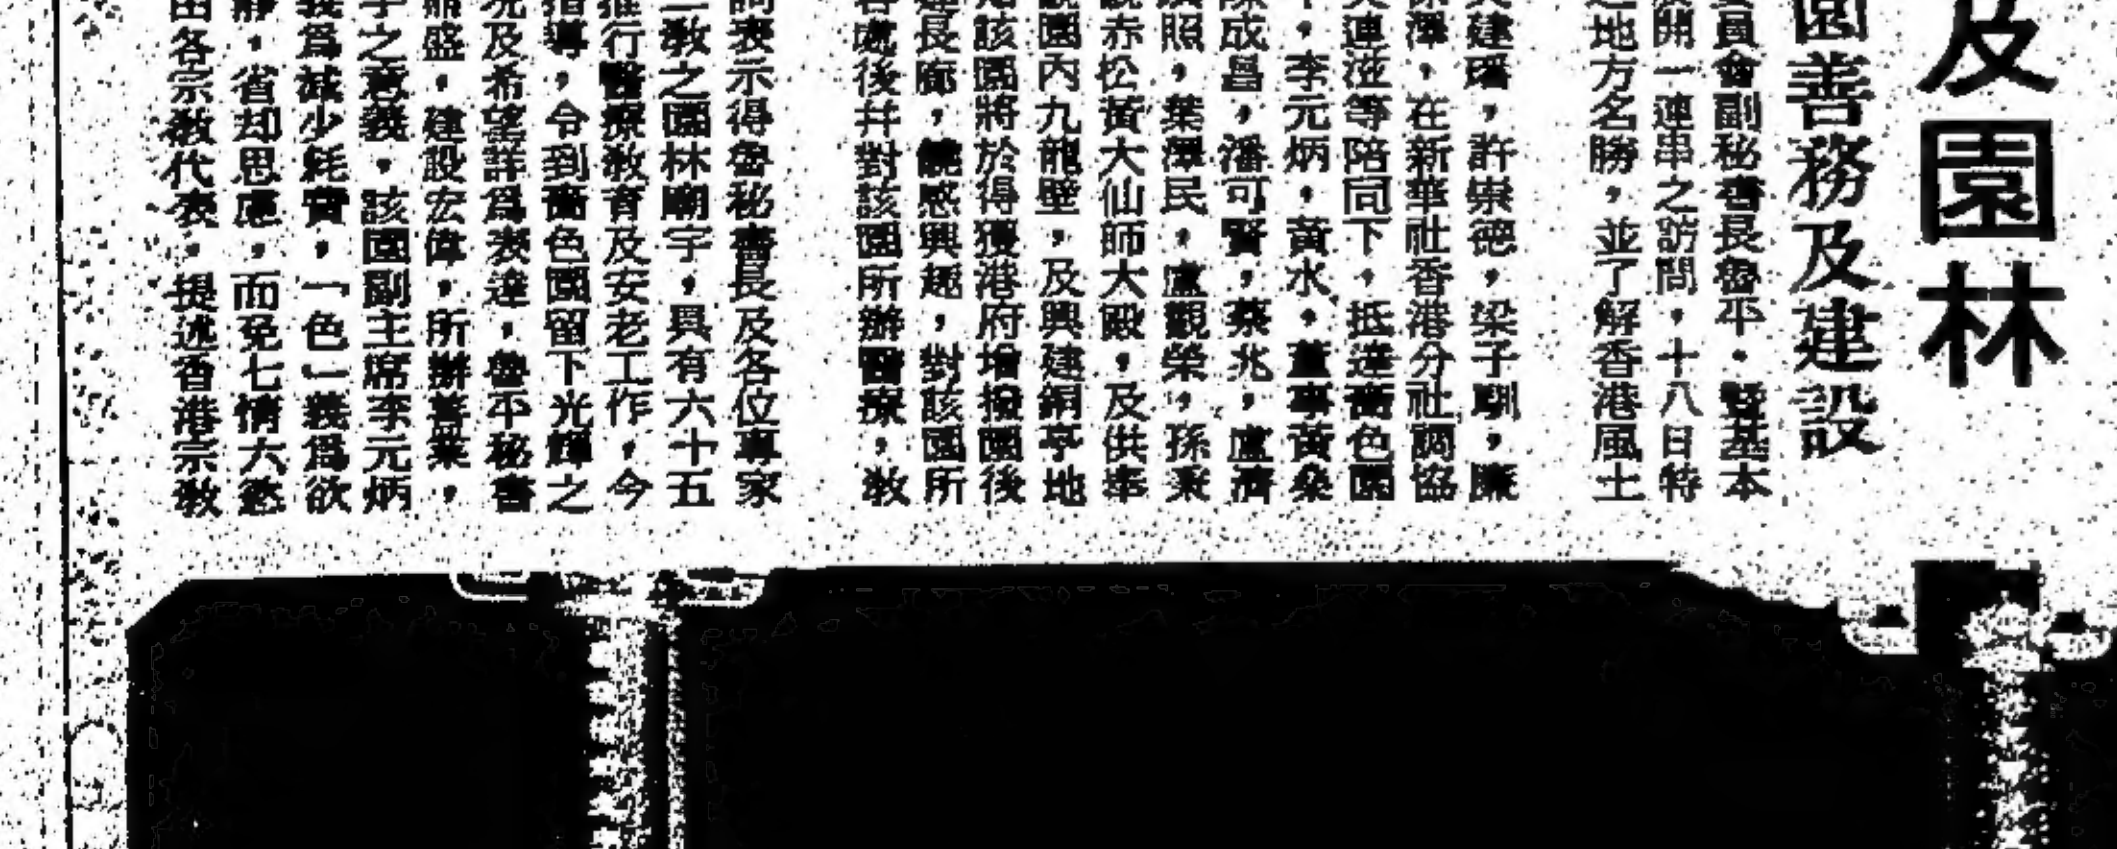 及園林
園善務及建設
員會副秘書長魯平・暨基本
開一連串之訪問，十八日特
地方名勝，並了解香港風土
建磻，許崇德，梁子馴，廉
澤，在新華社香港分社調協
連溢等陪同下，抵達嗇色園
，李元炳，黃水，董事黃燊
成昌，潘可賢，蔡兆，盧濟
照，葉澤民，盧觀榮，孫秉
赤松黃大仙師大殿，及供奉
園內九龍壁，及興建銅亭地
該園將於得獲港府增撥園後
長廊，饒感興趣，對該園所
處後幷對該園所辦醫療，教
表示得魯秘書長及各位專家
教之園林廟宇，具有六十五
行醫療教育及安老工作，今
指導，令到嗇色園留下光輝之
況及希望詳爲表達，魯平秘書
鼎盛，建設宏偉，所辦善業，
字之意義，該園副主席李元炳
義爲減少耗費，「色」義爲欲
靜，省却思慮，而免七情六慾
由各宗教代表，提述香港宗教